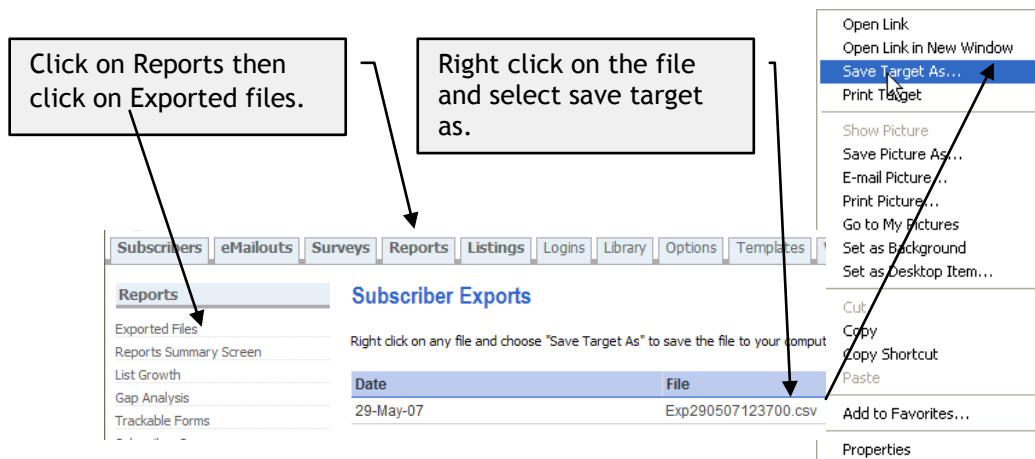 Click on Reports then
click on Exported files.
Right click on the file
and select save target
as.
Open Link
Open Link in New Window
Save Target As...
Print Target
Show Picture
Save Picture As...
E-mail Picture...
Print Picture...
Go to My Pictures
Set as Background
Set as Desktop Item...
Cut
Copy
Copy Shortcut
Paste
Add to Favorites...
Properties
Subscribers eMailouts Surveys Reports Listings Logins Library Options Templates
Reports
Exported Files
Reports Summary Screen
List Growth
Gap Analysis
Trackable Forms
Subscriber Exports
Right click on any file and choose "Save Target As" to save the file to your comput
Date File
29-May-07 Exp290507123700.csv